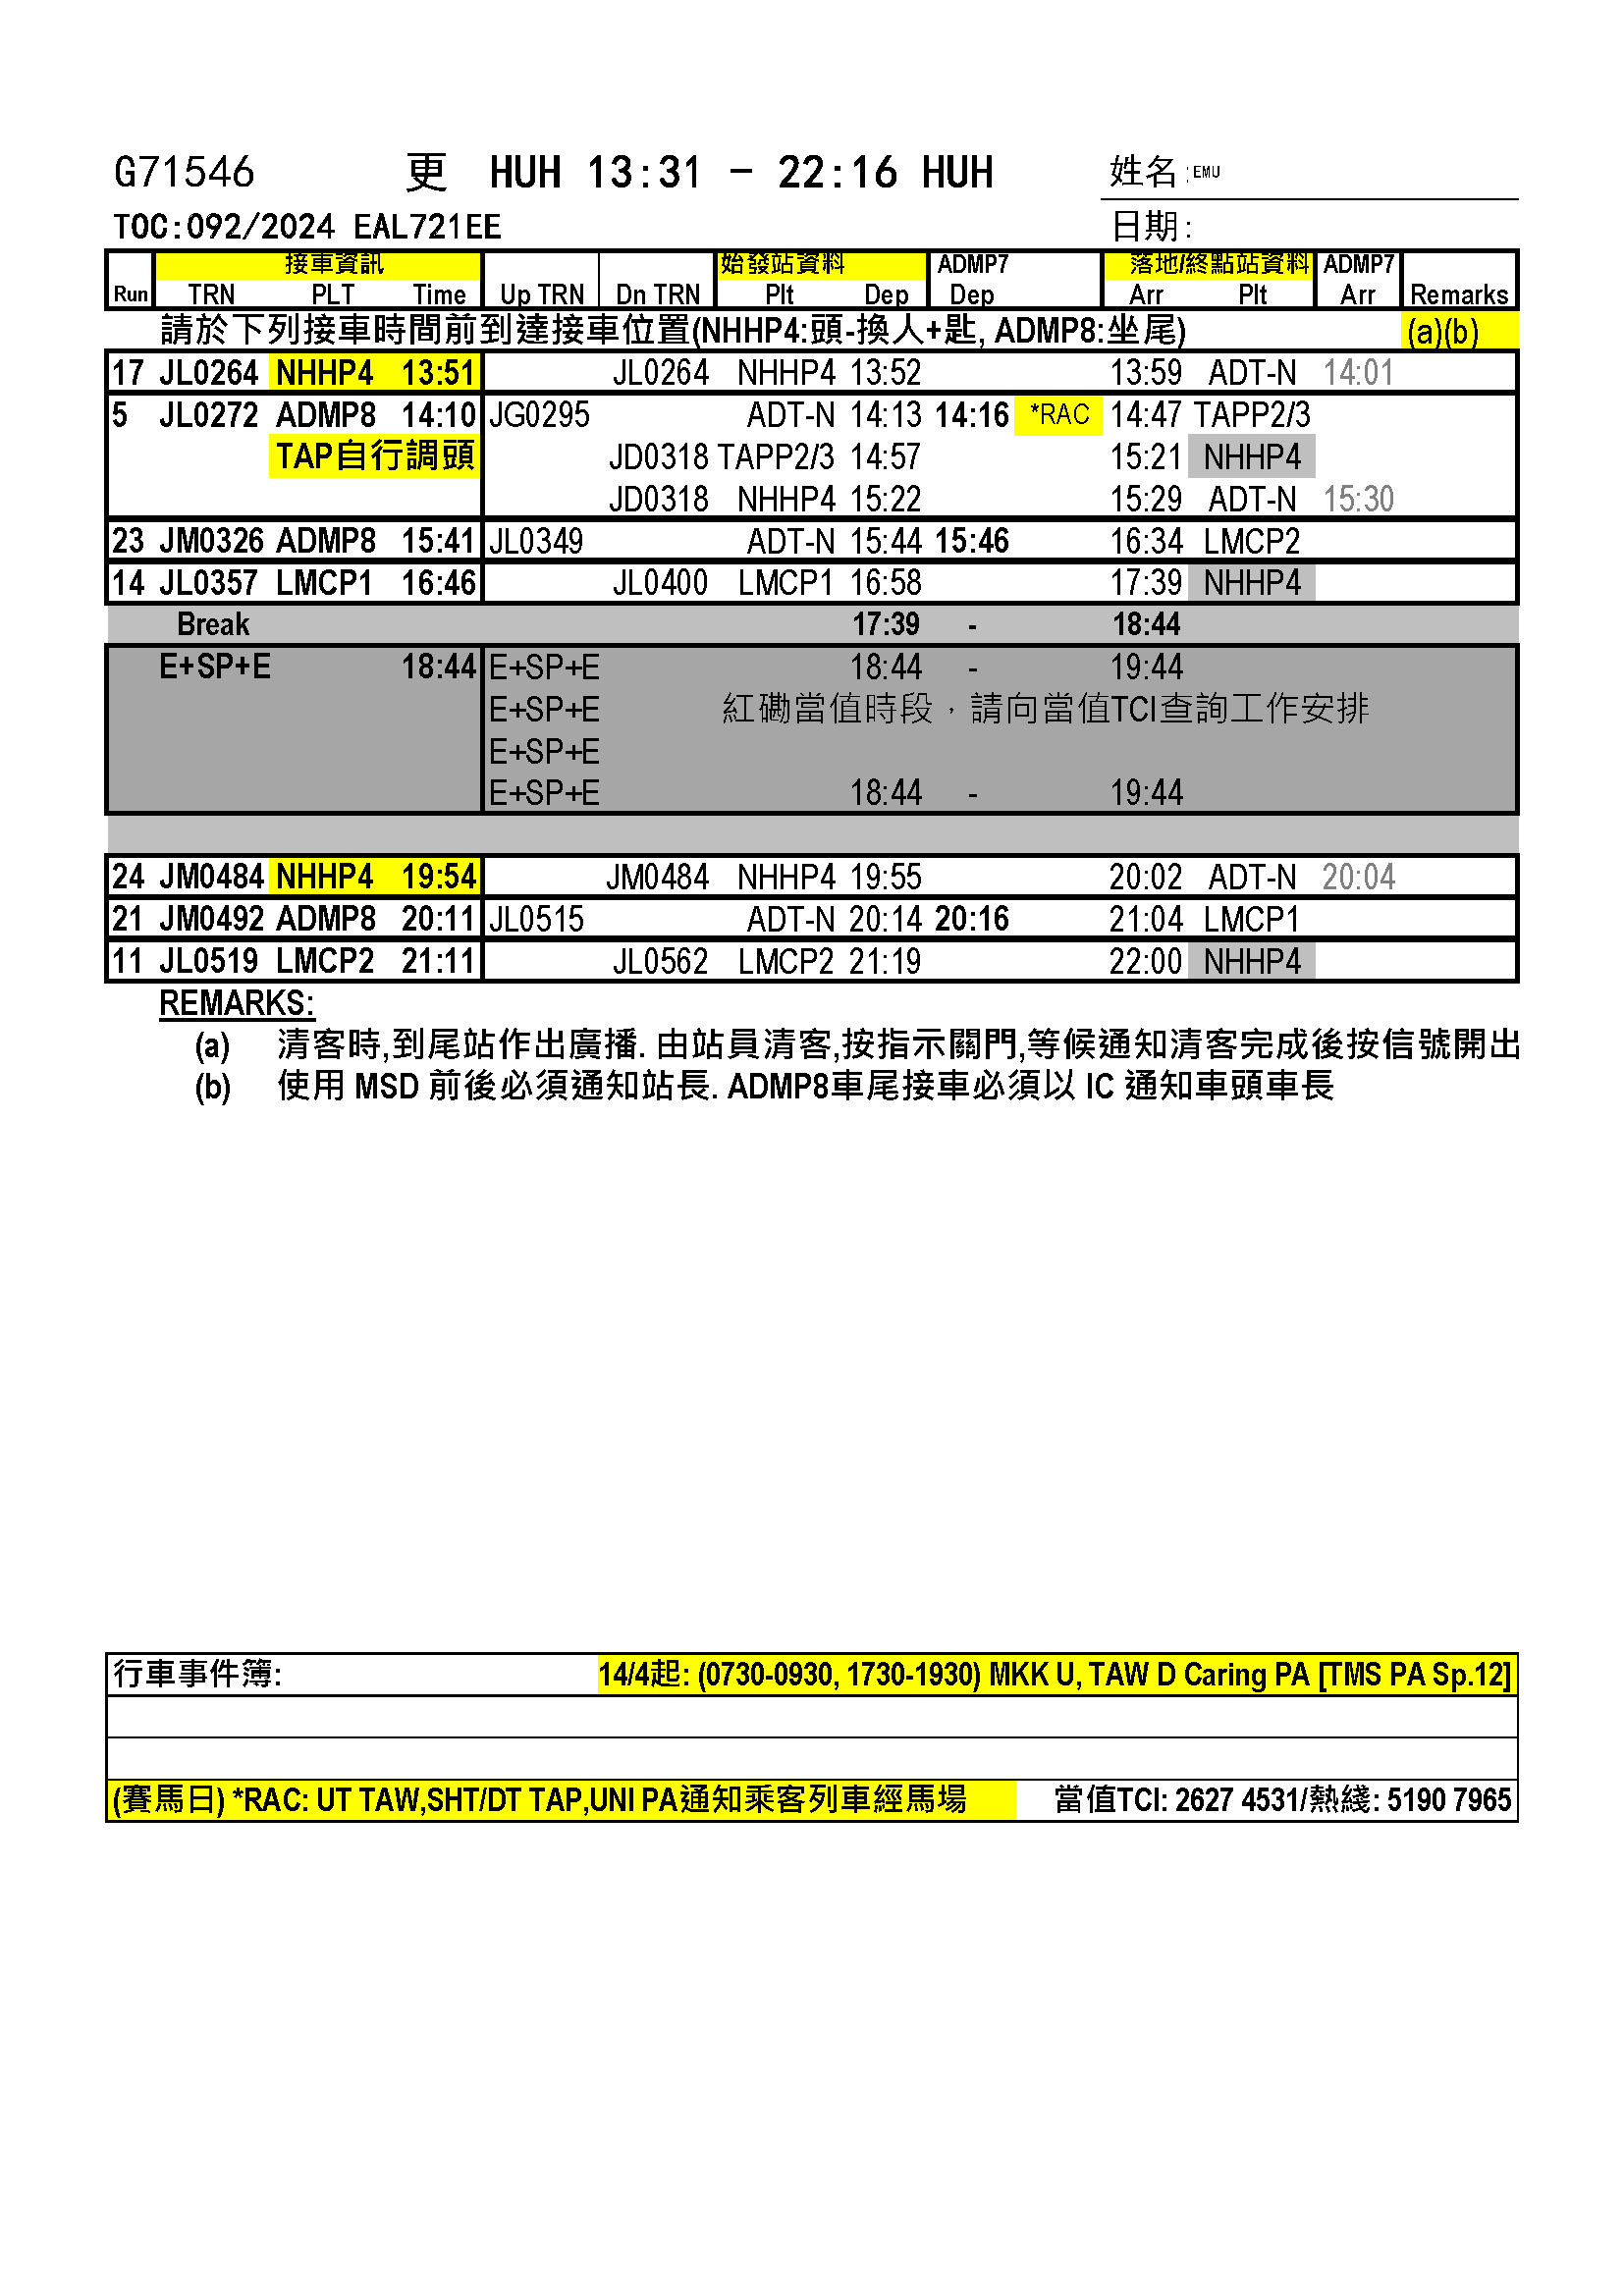 G71546 更 HUH 13:31 - 22:16 HUH 姓名:EMU
TOC:092/2024 EAL721EE 日期:
接車資訊 始發站資料 ADMP7 落地/終點站資料 ADMP7
Run TRN PLT Time Up TRN Dn TRN Plt Dep Dep Arr Plt Arr Remarks
請於下列接車時間前到達接車位置(NHHP4:頭-換人+匙, ADMP8:坐尾) (a)(b)
17 JL0264 NHHP4 13:51 JL0264 NHHP4 13:52 13:59 ADT-N 14:01
5 JL0272 ADMP8 14:10 JG0295 ADT-N 14:13 14:16 *RAC 14:47 TAPP2/3
TAP自行調頭 JD0318 TAPP2/3 14:57 15:21 NHHP4
JD0318 NHHP4 15:22 15:29 ADT-N 15:30
23 JM0326 ADMP8 15:41 JL0349 ADT-N 15:44 15:46 16:34 LMCP2
14 JL0357 LMCP1 16:46 JL0400 LMCP1 16:58 17:39 NHHP4
Break 17:39 - 18:44
E+SP+E 18:44 E+SP+E 18:44 - 19:44
E+SP+E 紅磡當值時段，請向當值TCI查詢工作安排
E+SP+E
E+SP+E 18:44 - 19:44
24 JM0484 NHHP4 19:54 JM0484 NHHP4 19:55 20:02 ADT-N 20:04
21 JM0492 ADMP8 20:11 JL0515 ADT-N 20:14 20:16 21:04 LMCP1
11 JL0519 LMCP2 21:11 JL0562 LMCP2 21:19 22:00 NHHP4
REMARKS:
(a) 清客時,到尾站作出廣播. 由站員清客,按指示關門,等候通知清客完成後按信號開出
(b) 使用 MSD 前後必須通知站長. ADMP8車尾接車必須以 IC 通知車頭車長
行車事件簿: 14/4起: (0730-0930, 1730-1930) MKK U, TAW D Caring PA [TMS PA Sp.12]
(賽馬日) *RAC: UT TAW,SHT/DT TAP,UNI PA通知乘客列車經馬場 當值TCI: 2627 4531/熱綫: 5190 7965